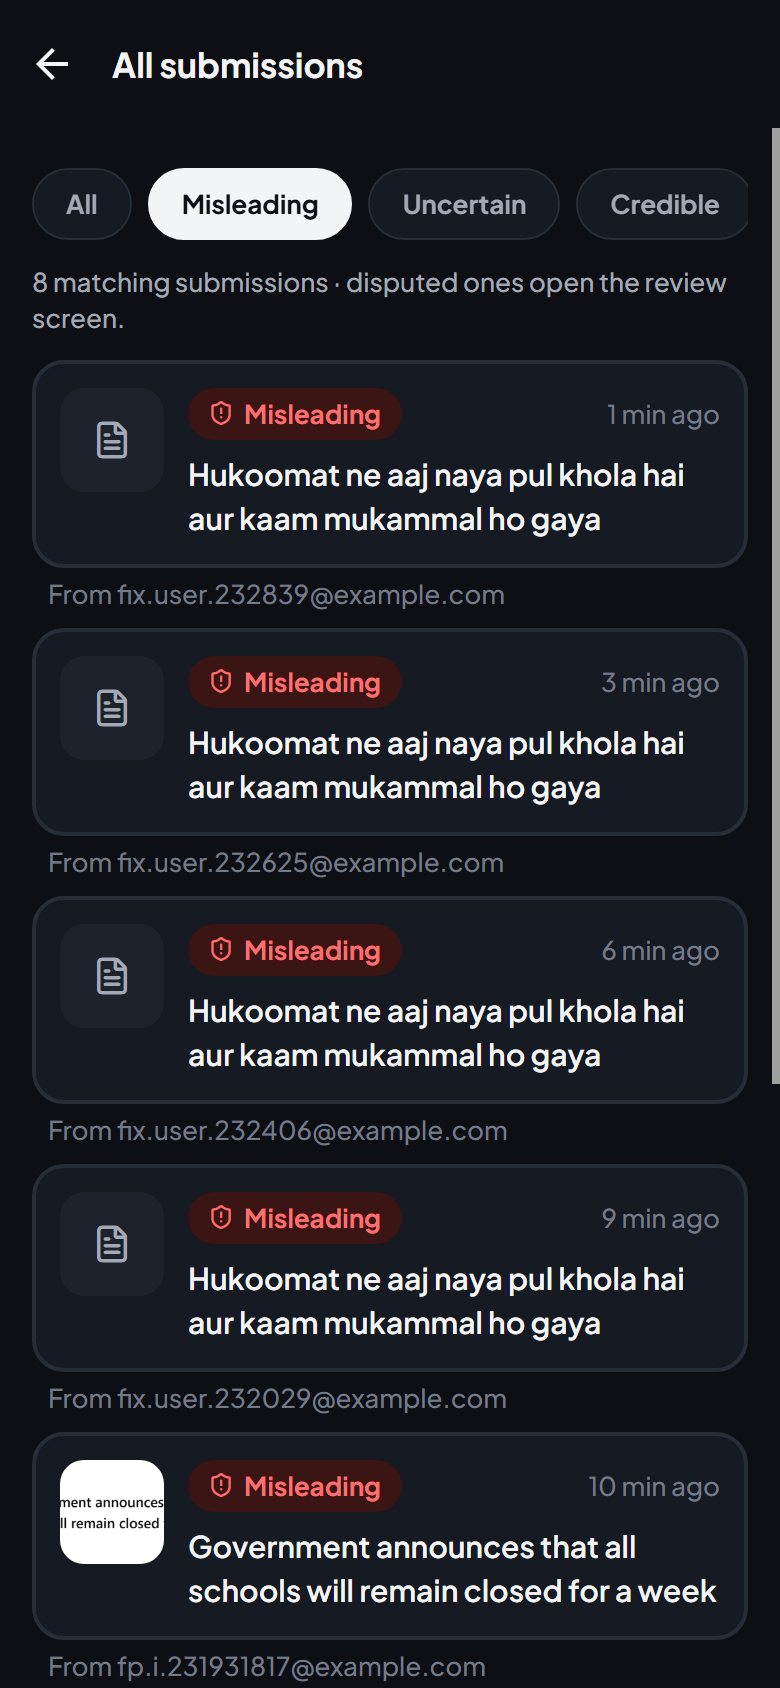 All submissions
All
Misleading
Uncertain
Credible
8 matching submissions · disputed ones open the review
screen.
Misleading
1 min ago
Hukoomat ne aaj naya pul khola hai
aur kaam mukammal ho gaya
From fix.user.232839@example.com
Misleading
3 min ago
Hukoomat ne aaj naya pul khola hai
aur kaam mukammal ho gaya
From fix.user.232625@example.com
Misleading
6 min ago
Hukoomat ne aaj naya pul khola hai
aur kaam mukammal ho gaya
From fix.user.232406@example.com
Misleading
9 min ago
Hukoomat ne aaj naya pul khola hai
aur kaam mukammal ho gaya
From fix.user.232029@example.com
ment announces
ll remain closed
Misleading
10 min ago
Government announces that all
schools will remain closed for a week
From fp.i.231931817@example.com